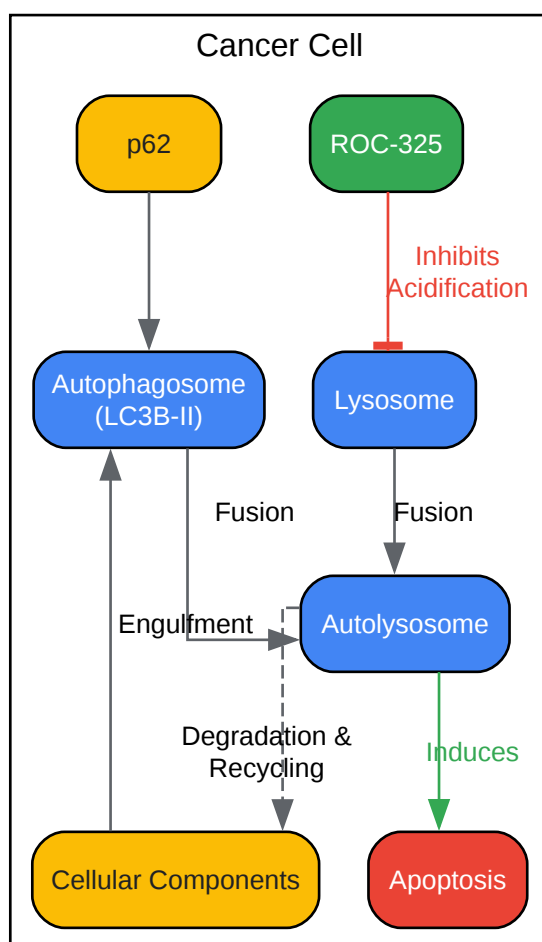 Cancer Cell
p62
ROC-325
Inhibits
Acidification
Autophagosome
(LC3B-II)
Lysosome
Fusion
Fusion
Engulfment
Autolysosome
Degradation &
Recycling
Induces
Cellular Components
Apoptosis